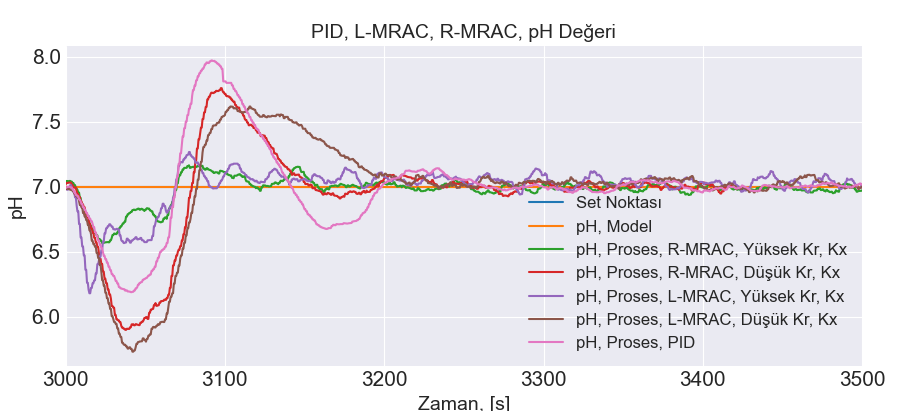 PID, L-MRAC, R-MRAC, pH Değeri
8.0
7.5
7.0
6.5
6.0
pH
Set Noktası
pH, Model
pH, Proses, R-MRAC, Yüksek Kr, Kx
pH, Proses, R-MRAC, Düşük Kr, Kx
pH, Proses, L-MRAC, Yüksek Kr, Kx
pH, Proses, L-MRAC, Düşük Kr, Kx
pH, Proses, PID
3000 3100 3200 3300 3400 3500
Zaman, [s]